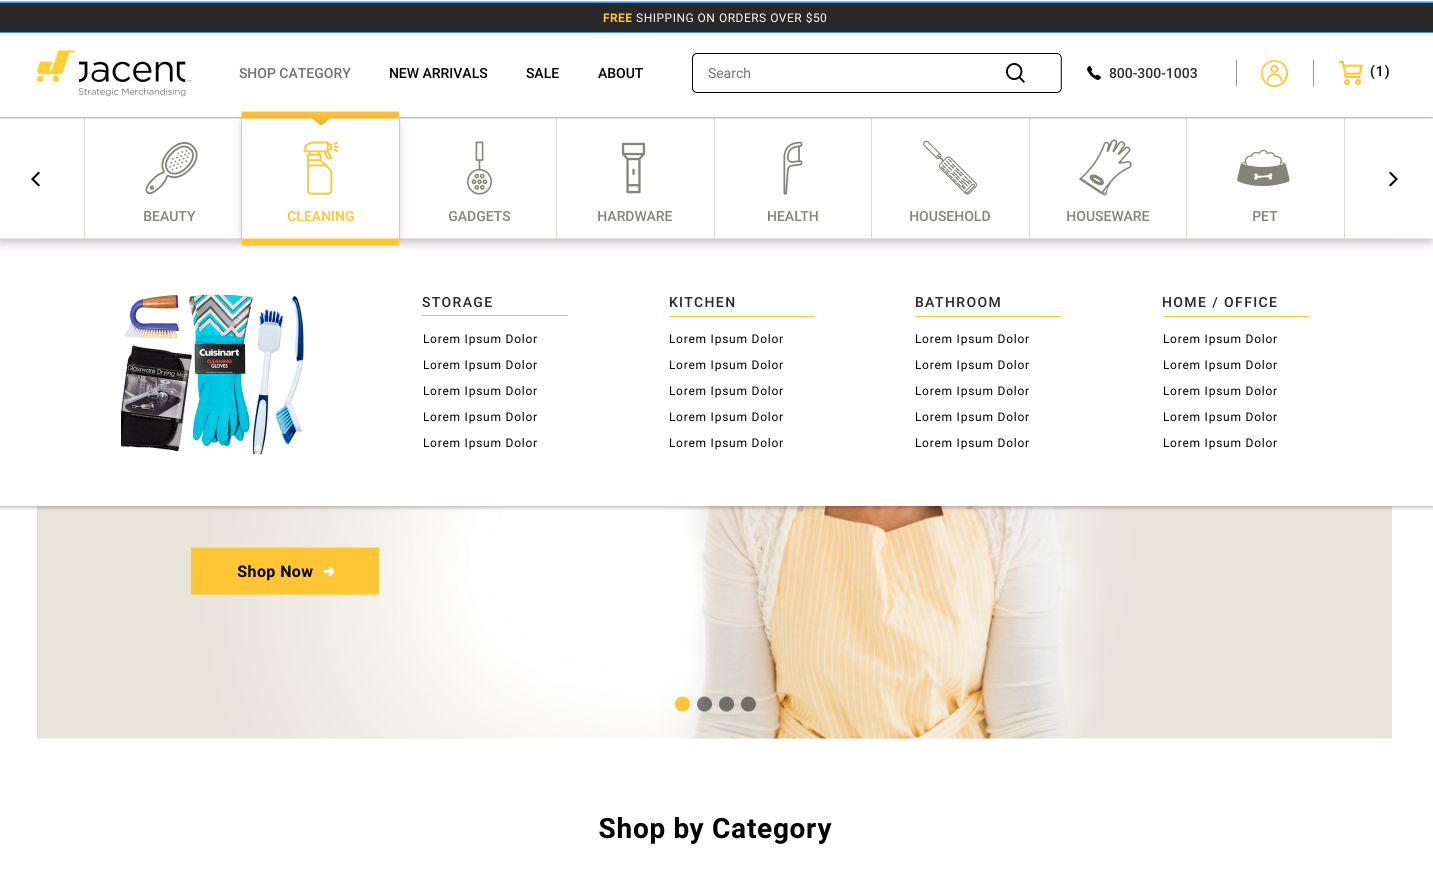 FREE SHIPPING ON ORDERS OVER $50
Jacent
Strategic Merchandising
SHOP CATEGORY
NEW ARRIVALS
SALE
ABOUT
Search
800-300-1003
(1)
BEAUTY
CLEANING
GADGETS
HARDWARE
HEALTH
HOUSEHOLD
HOUSEWARE
PET
Cuisinart
CLEANING
GLOVES
Glassware Drying Mat
STORAGE
Lorem Ipsum Dolor
Lorem Ipsum Dolor
Lorem Ipsum Dolor
Lorem Ipsum Dolor
Lorem Ipsum Dolor
KITCHEN
Lorem Ipsum Dolor
Lorem Ipsum Dolor
Lorem Ipsum Dolor
Lorem Ipsum Dolor
Lorem Ipsum Dolor
BATHROOM
Lorem Ipsum Dolor
Lorem Ipsum Dolor
Lorem Ipsum Dolor
Lorem Ipsum Dolor
Lorem Ipsum Dolor
HOME / OFFICE
Lorem Ipsum Dolor
Lorem Ipsum Dolor
Lorem Ipsum Dolor
Lorem Ipsum Dolor
Lorem Ipsum Dolor
Shop Now
Shop by Category